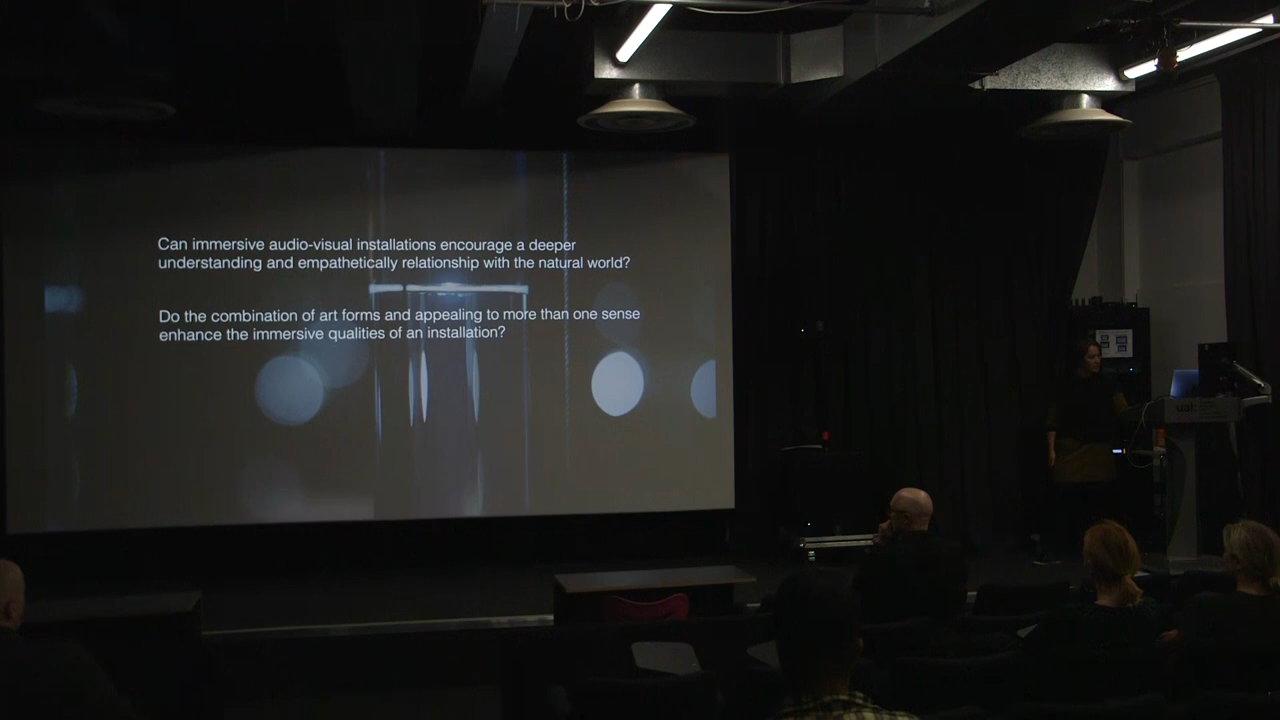 Can immersive audio-visual installations encourage a deeper
understanding and empathetically relationship with the natural world?
Do the combination of art forms and appealing to more than one sense
enhance the immersive qualities of an installation?
ual: